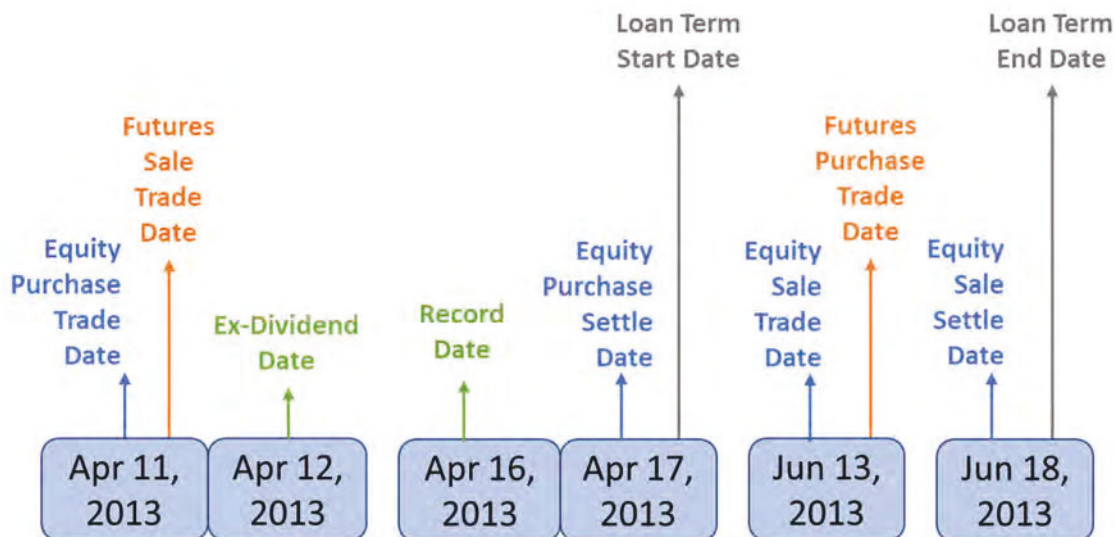 Loan Term
Start Date
Loan Term
End Date
Futures
Sale
Trade
Date
Futures
Purchase
Trade
Date
Equity
Purchase
Trade
Date
Ex-Dividend
Date
Record
Date
Equity
Purchase
Settle
Date
Equity
Sale
Trade
Date
Equity
Sale
Settle
Date
Apr 11,
2013
Apr 12,
2013
Apr 16,
2013
Apr 17,
2013
Jun 13,
2013
Jun 18,
2013